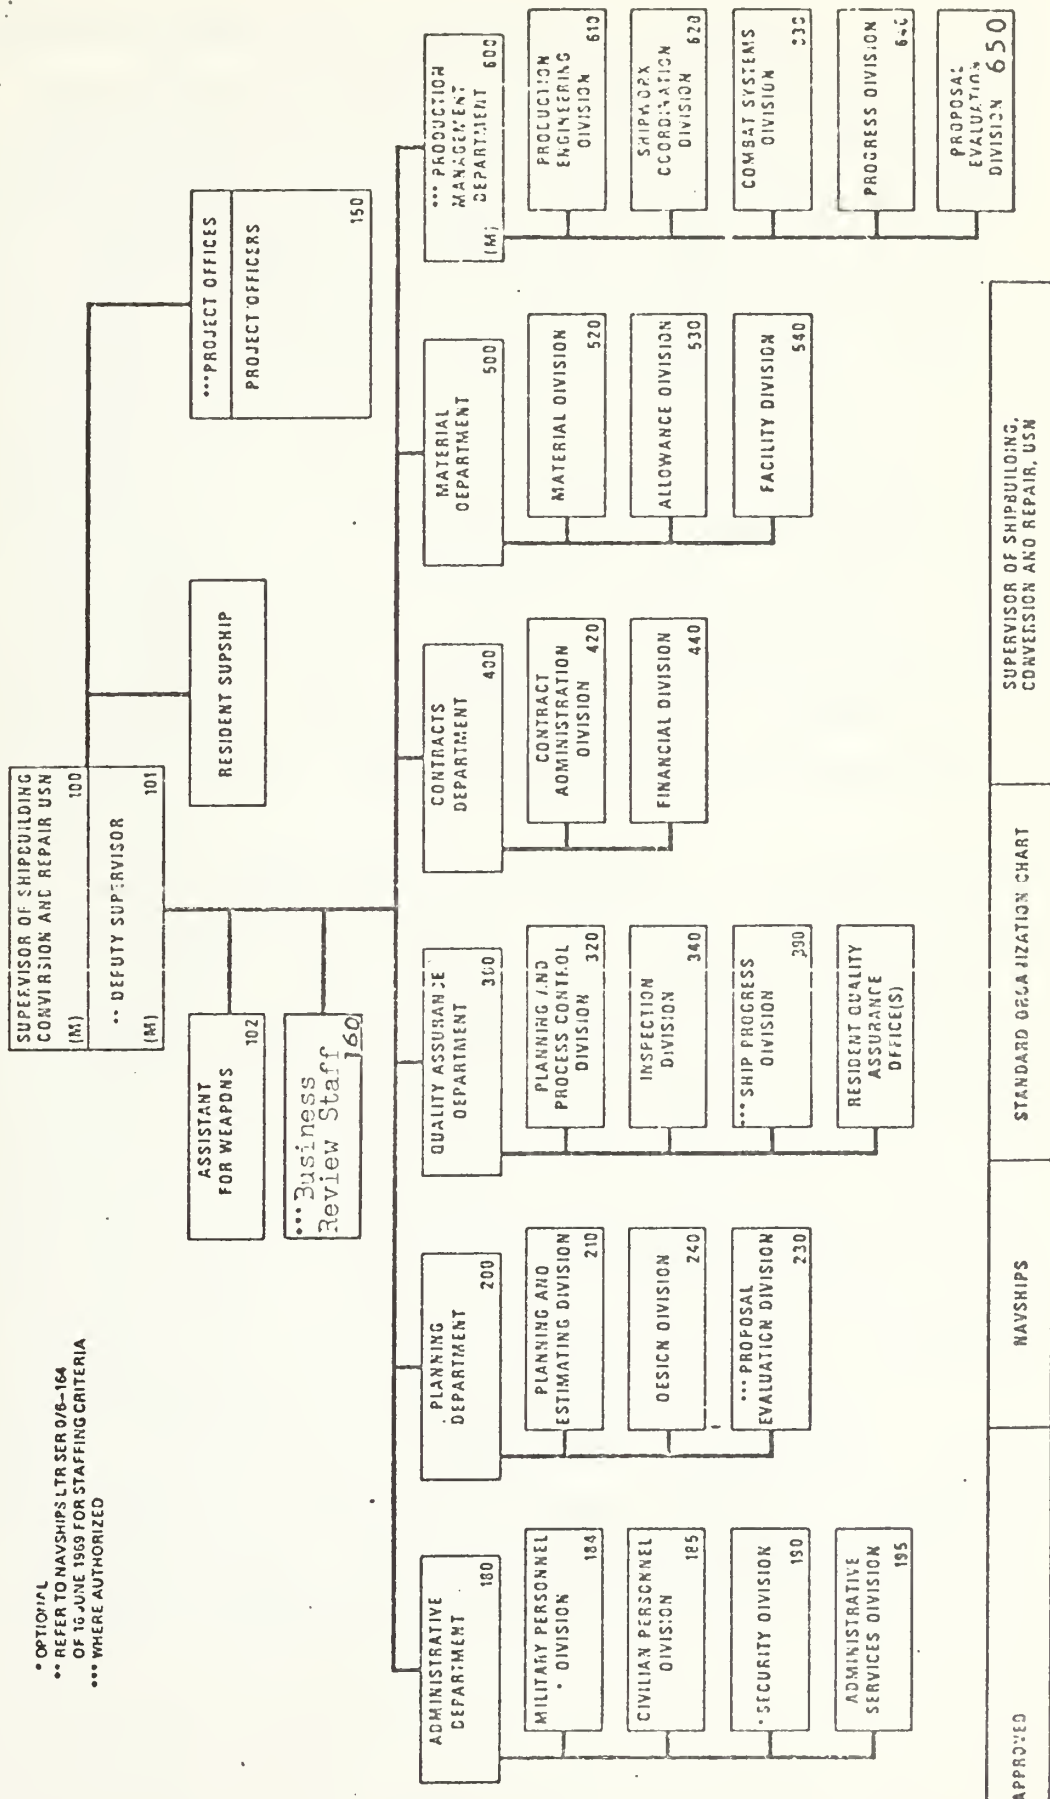 * OPTIONAL
** REFER TO NAVSHIPS LTR SER 0/6-164
OF 16 JUNE 1969 FOR STAFFING CRITERIA
*** WHERE AUTHORIZED
SUPERVISOR OF SHIPBUILDING
CONVERSION AND REPAIR USN
(M) 100
** DEPUTY SUPERVISOR
(M) 101
ASSISTANT
FOR WEAPONS
102
*** Business
Review Staff
160
RESIDENT SUPSHIP
*** PROJECT OFFICES
PROJECT OFFICERS
150
ADMINISTRATIVE
DEPARTMENT
180
MILITARY PERSONNEL
* DIVISION
184
CIVILIAN PERSONNEL
DIVISION
185
* SECURITY DIVISION
190
ADMINISTRATIVE
SERVICES DIVISION
195
PLANNING
DEPARTMENT
200
PLANNING AND
ESTIMATING DIVISION
210
DESIGN DIVISION
240
*** PROPOSAL
EVALUATION DIVISION
230
QUALITY ASSURANCE
DEPARTMENT
300
PLANNING AND
PROCESS CONTROL
DIVISION 320
INSPECTION
DIVISION
340
*** SHIP PROGRESS
DIVISION
390
RESIDENT QUALITY
ASSURANCE
OFFICE(S)
CONTRACTS
DEPARTMENT
400
CONTRACT
ADMINISTRATION
DIVISION 420
FINANCIAL DIVISION
440
MATERIAL
DEPARTMENT
500
MATERIAL DIVISION
520
ALLOWANCE DIVISION
530
FACILITY DIVISION
540
*** PRODUCTION
MANAGEMENT
DEPARTMENT
(M) 600
PRODUCTION
ENGINEERING
DIVISION 610
SHIPWORK
COORDINATION
DIVISION 620
COMBAT SYSTEMS
DIVISION
630
PROGRESS DIVISION
640
PROPOSAL
EVALUATION
DIVISION 650
APPROVED
NAVSHIPS
STANDARD ORGANIZATION CHART
SUPERVISOR OF SHIPBUILDING,
CONVERSION AND REPAIR, USN